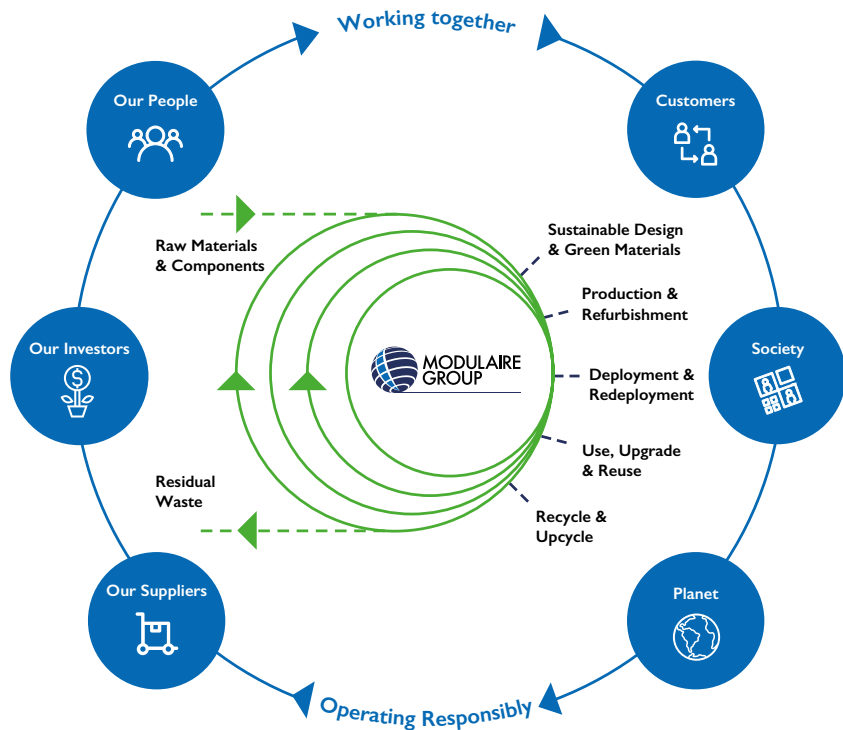 Working together
Our People
Customers
Raw Materials
& Components
Sustainable Design
& Green Materials
Production &
Refurbishment
Our Investors
MODULAIRE
GROUP
Deployment &
Redeployment
Society
Use, Upgrade
& Reuse
Residual
Waste
Recycle &
Upcycle
Our Suppliers
Planet
Operating Responsibly